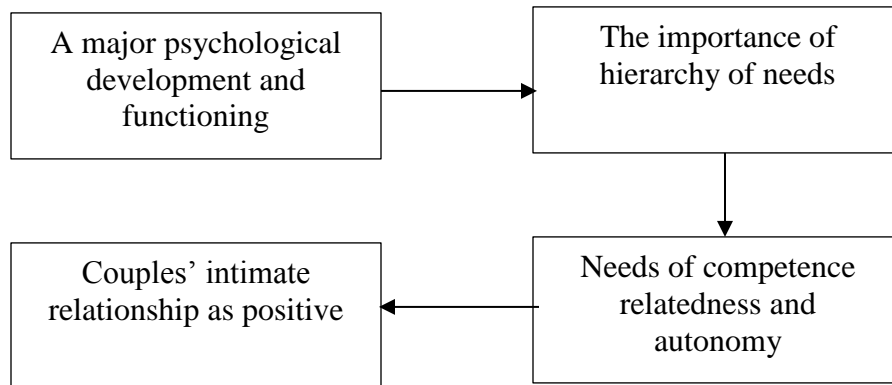 A major psychological
development and
functioning
The importance of
hierarchy of needs
Needs of competence
relatedness and
autonomy
Couples’ intimate
relationship as positive